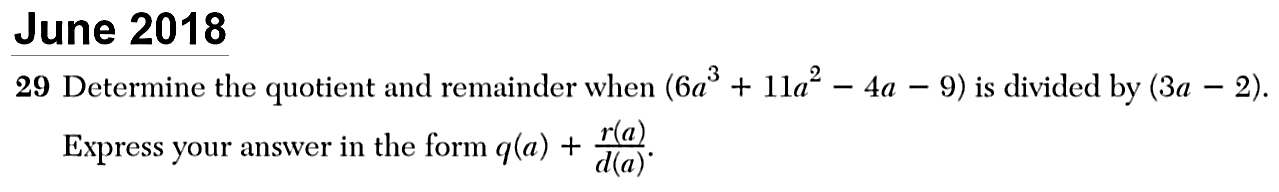 June 2018
29 Determine the quotient and remainder when (6a³ + 11a² − 4a − 9) is divided by (3a − 2).
Express your answer in the form q(a) + r(a)/d(a).